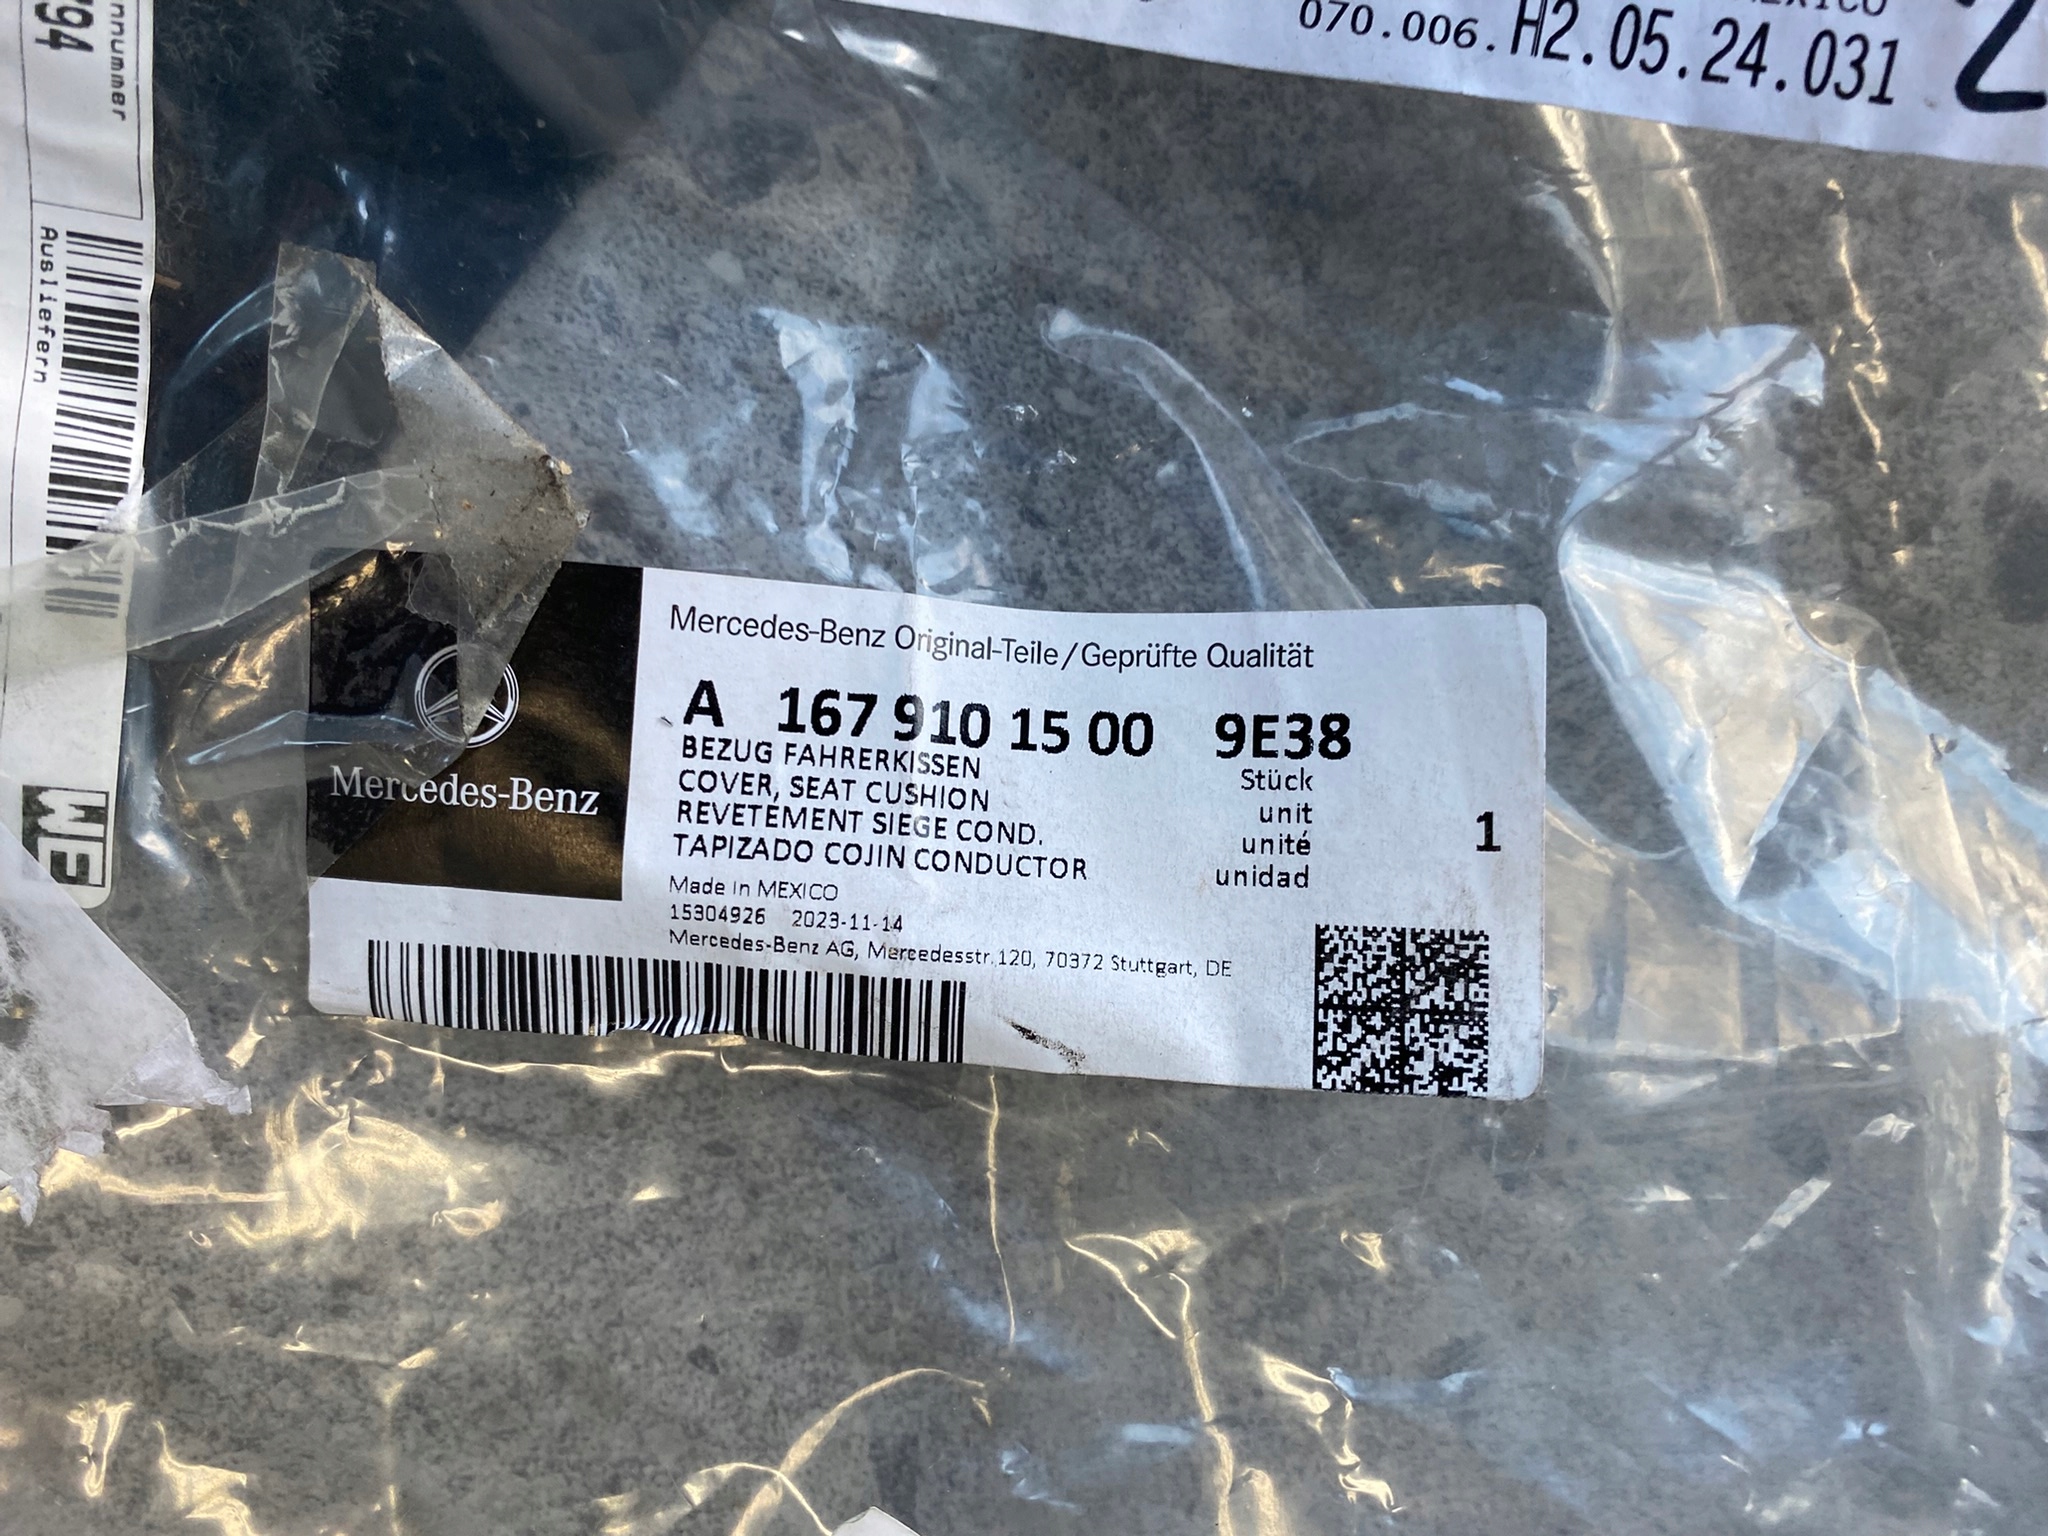 070.006.H2.05.24.031
Ausliefern
WE
Mercedes-Benz
Mercedes-Benz Original-Teile/Geprüfte Qualität
A 167 910 15 00 9E38
BEZUG FAHRERKISSEN Stück
COVER, SEAT CUSHION unit
REVETEMENT SIEGE COND. unité 1
TAPIZADO COJIN CONDUCTOR unidad
Made in MEXICO
15304926 2023-11-14
Mercedes-Benz AG, Mercedesstr.120, 70372 Stuttgart, DE